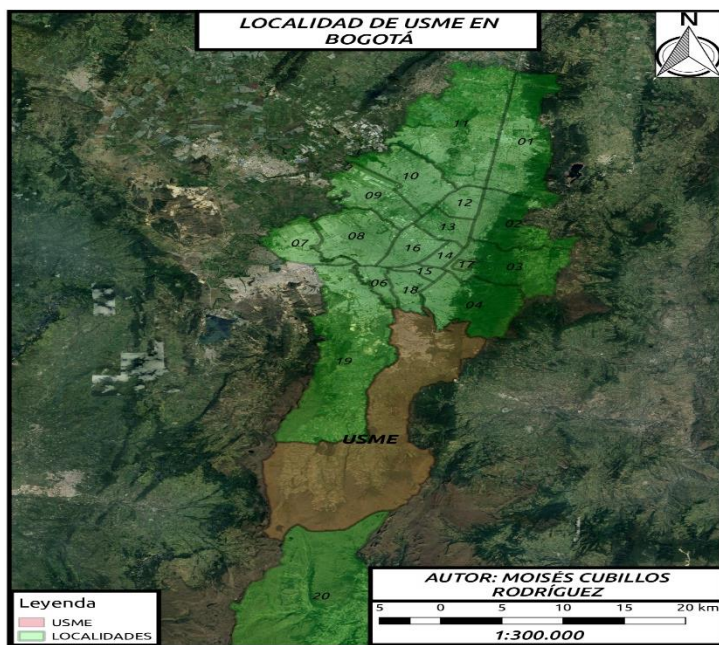 LOCALIDAD DE USME EN
BOGOTÁ
N
11
01
10
09
12
02
13
07
08
16
14
17
03
15
06
18
04
19
USME
20
Leyenda
USME
LOCALIDADES
AUTOR: MOISÉS CUBILLOS
RODRÍGUEZ
5 0 5 10 15 20 km
1:300.000